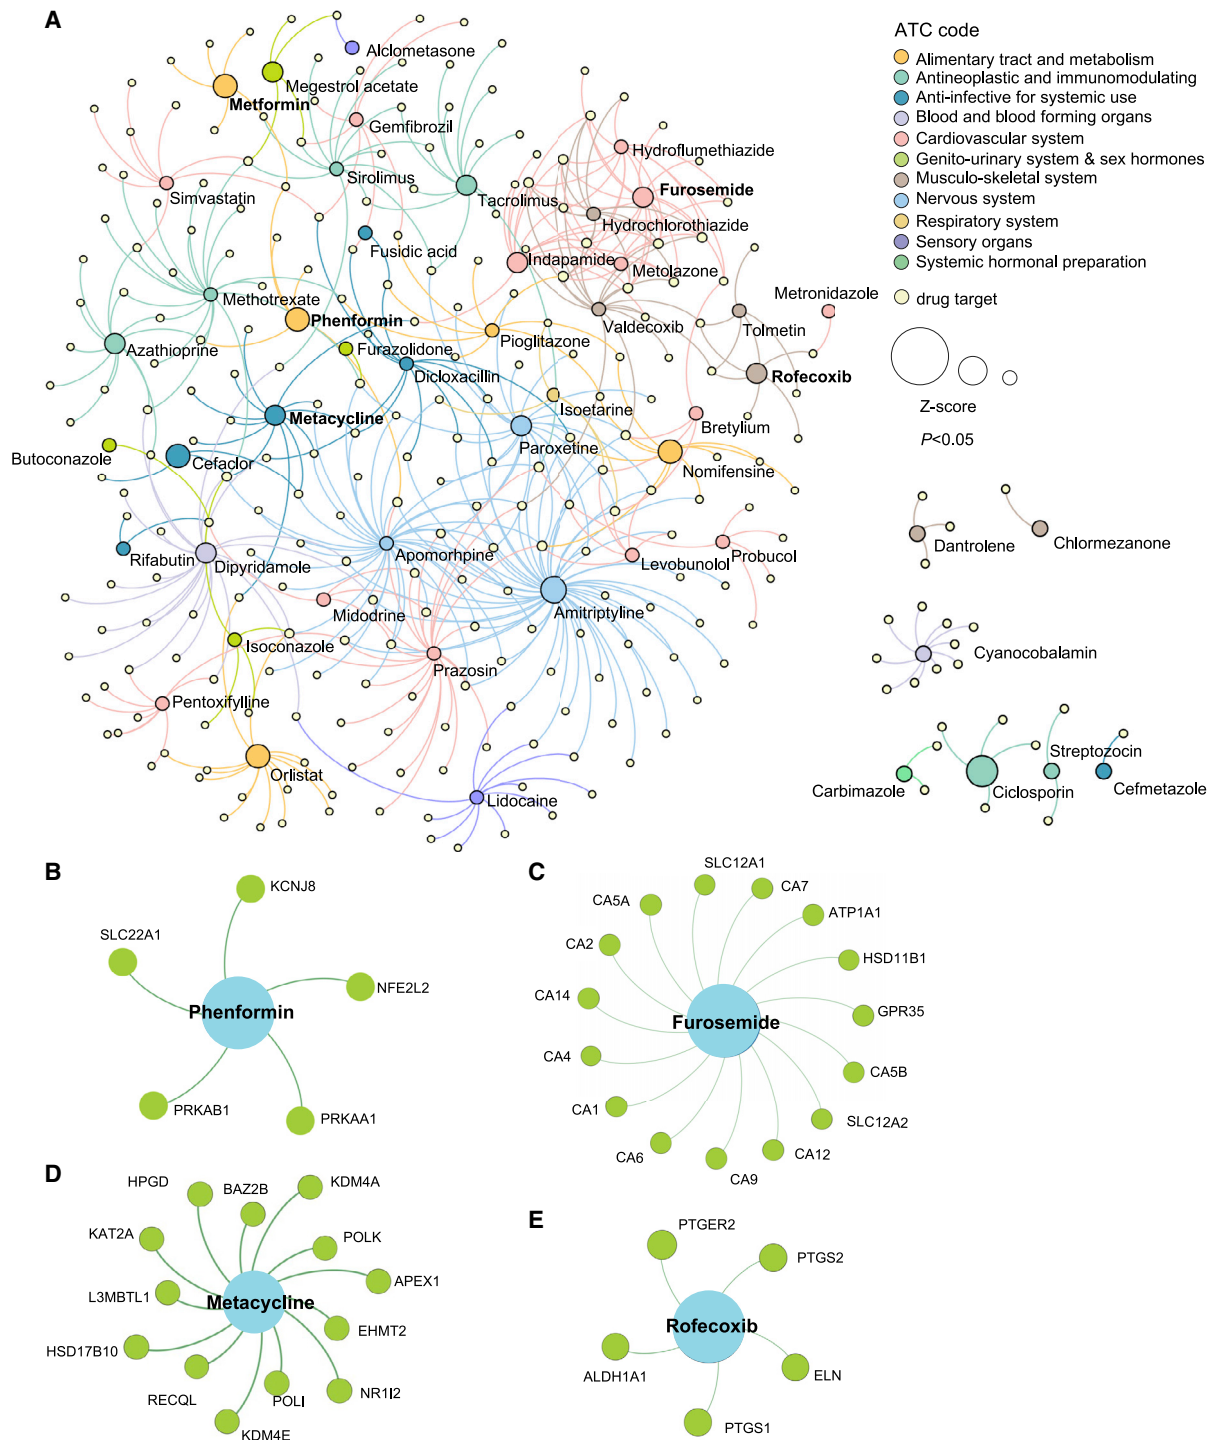 A
ATC code
Alimentary tract and metabolism
Antineoplastic and immunomodulating
Anti-infective for systemic use
Blood and blood forming organs
Cardiovascular system
Genito-urinary system & sex hormones
Musculo-skeletal system
Nervous system
Respiratory system
Sensory organs
Systemic hormonal preparation
drug target
Z-score
P<0.05
Alclometasone
Megestrol acetate
Metformin
Gemfibrozil
Hydroflumethiazide
Sirolimus
Simvastatin
Tacrolimus
Furosemide
Hydrochlorothiazide
Fusidic acid
Indapamide
Metolazone
Methotrexate
Metronidazole
Phenformin
Valdecoxib
Tolmetin
Pioglitazone
Azathioprine
Furazolidone
Dicloxacillin
Rofecoxib
Isoetarine
Metacycline
Bretylium
Paroxetine
Butoconazole
Cefaclor
Nomifensine
Dantrolene
Chlormezanone
Rifabutin
Dipyridamole
Apomorhpine
Levobunolol
Probucol
Midodrine
Amitriptyline
Isoconazole
Prazosin
Cyanocobalamin
Pentoxifylline
Orlistat
Lidocaine
Streptozocin
Carbimazole
Ciclosporin
Cefmetazole
B
KCNJ8
SLC22A1
NFE2L2
Phenformin
PRKAB1
PRKAA1
C
SLC12A1
CA7
CA5A
ATP1A1
CA2
HSD11B1
CA14
GPR35
Furosemide
CA4
CA5B
CA1
SLC12A2
CA6
CA12
CA9
D
HPGD
BAZ2B
KDM4A
KAT2A
POLK
APEX1
L3MBTL1
Metacycline
EHMT2
HSD17B10
RECQL
POLI
NR1I2
KDM4E
E
PTGER2
PTGS2
Rofecoxib
ALDH1A1
ELN
PTGS1